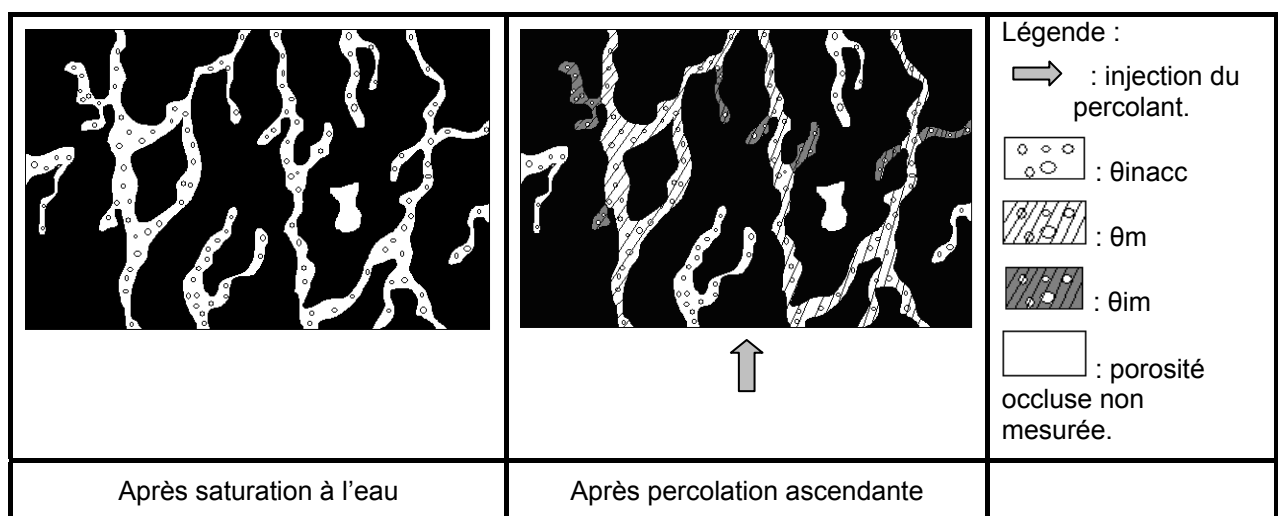 Légende :
: injection du
percolant.
: θinacc
: θm
: θim
: porosité
occluse non
mesurée.
Après saturation à l’eau
Après percolation ascendante